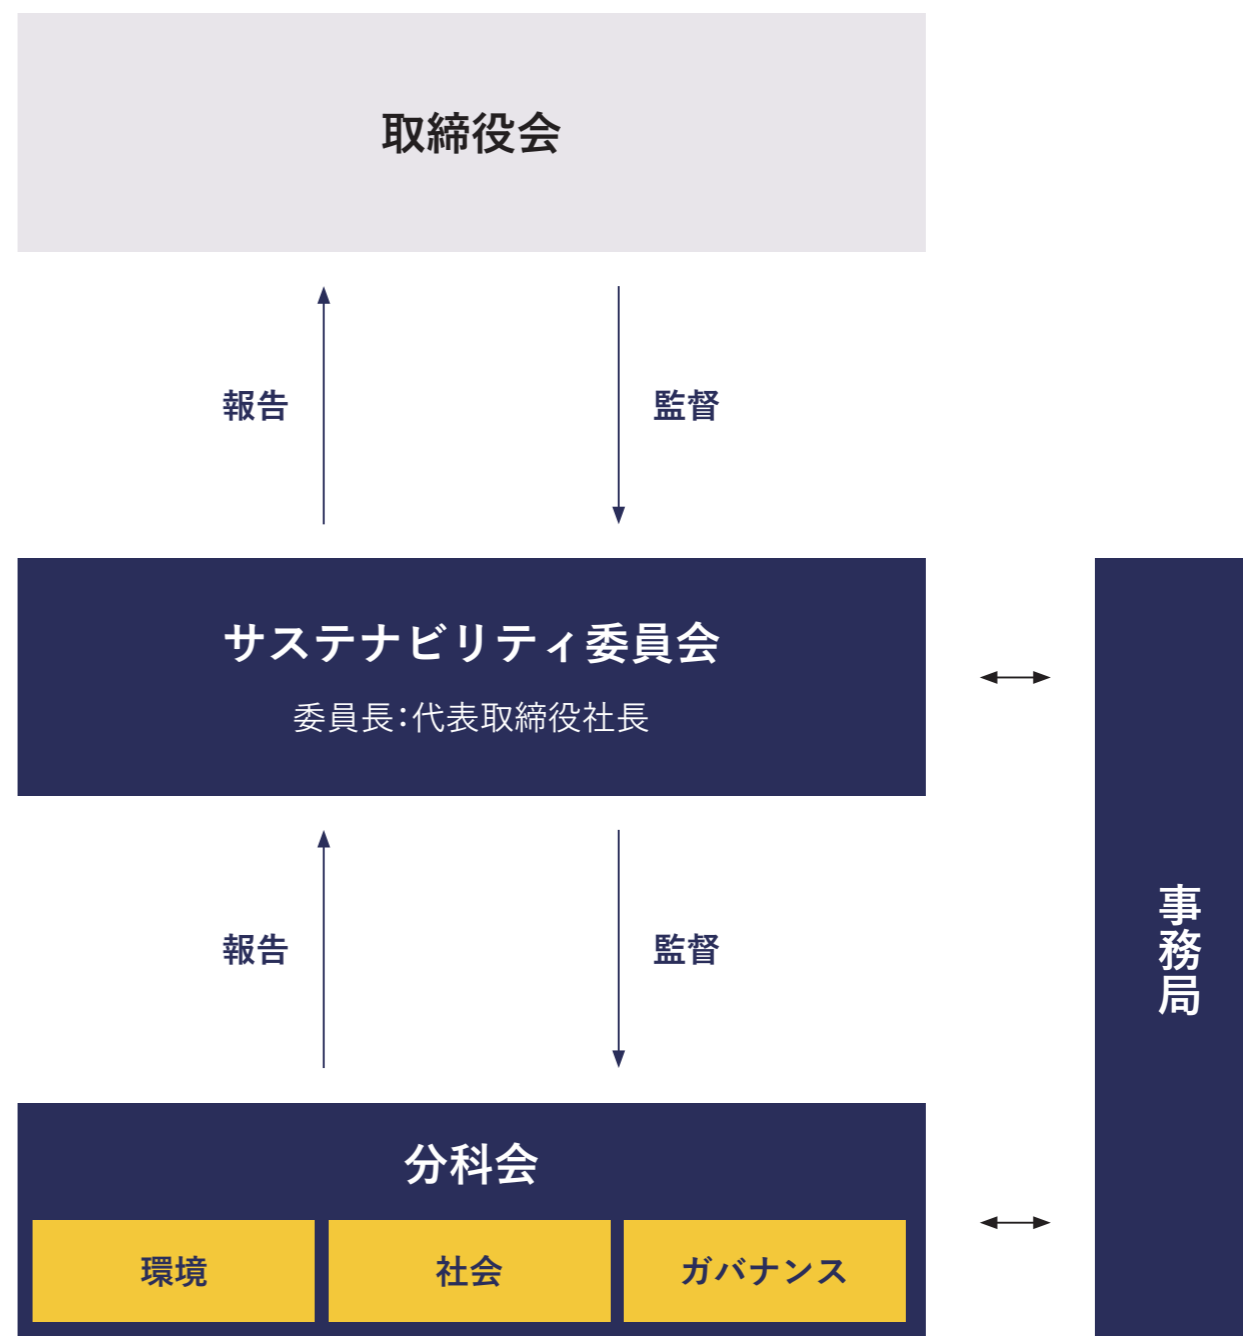 取締役会
報告
監督
サステナビリティ委員会
委員長:代表取締役社長
報告
監督
事務局
分科会
環境
社会
ガバナンス